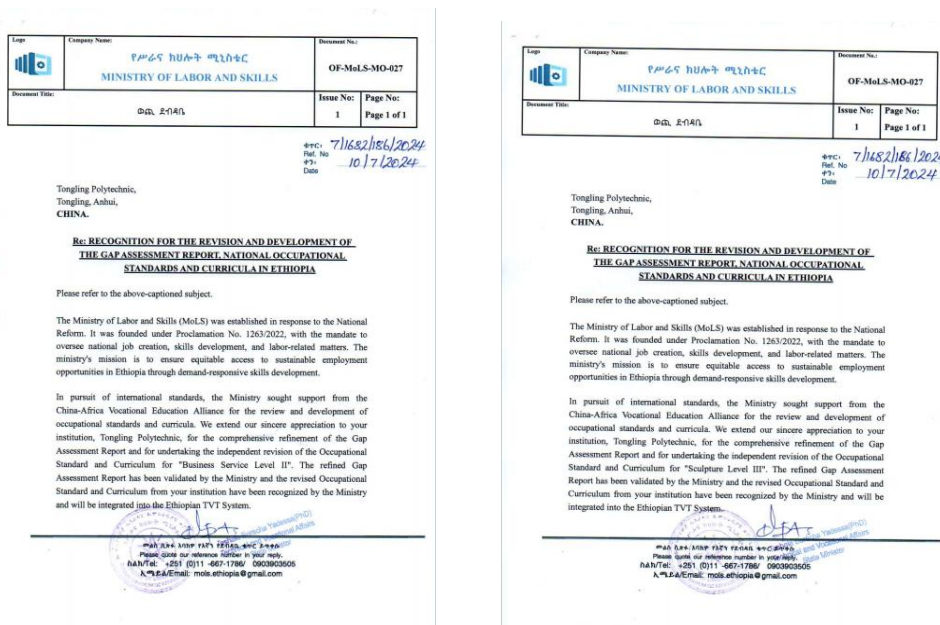 Logo
Company Name:
የሥራና ክህሎት ሚኒስቴር
MINISTRY OF LABOR AND SKILLS
Document No.:
OF-MoLS-MO-027
Document Title:
ወጪ ደብዳቤ
Issue No:
1
Page No:
Page 1 of 1
ቁጥር፡ 7/1682/186/2024
Ref. No
ቀን፡ 10/7/2024
Date
Tongling Polytechnic,
Tongling, Anhui,
CHINA.
Re: RECOGNITION FOR THE REVISION AND DEVELOPMENT OF
THE GAP ASSESSMENT REPORT, NATIONAL OCCUPATIONAL
STANDARDS AND CURRICULA IN ETHIOPIA
Please refer to the above-captioned subject.
The Ministry of Labor and Skills (MoLS) was established in response to the National
Reform. It was founded under Proclamation No. 1263/2022, with the mandate to
oversee national job creation, skills development, and labor-related matters. The
ministry's mission is to ensure equitable access to sustainable employment
opportunities in Ethiopia through demand-responsive skills development.
In pursuit of international standards, the Ministry sought support from the
China-Africa Vocational Education Alliance for the review and development of
occupational standards and curricula. We extend our sincere appreciation to your
institution, Tongling Polytechnic, for the comprehensive refinement of the Gap
Assessment Report and for undertaking the independent revision of the Occupational
Standard and Curriculum for "Business Service Level II". The refined Gap
Assessment Report has been validated by the Ministry and the revised Occupational
Standard and Curriculum from your institution have been recognized by the Ministry
and will be integrated into the Ethiopian TVT System.
Please quote our reference number in your reply.
ስልክ/Tel: +251 (0)11 -667-1786/ 0903903505
ኢ.ሜይል/Email: mols.ethiopia@gmail.com
Logo
Company Name:
የሥራና ክህሎት ሚኒስቴር
MINISTRY OF LABOR AND SKILLS
Document No.:
OF-MoLS-MO-027
Document Title:
ወጪ ደብዳቤ
Issue No:
1
Page No:
Page 1 of 1
ቁጥር፡ 7/1682/186/202
Ref. No
ቀን፡ 10/7/2024
Date
Tongling Polytechnic,
Tongling, Anhui,
CHINA.
Re: RECOGNITION FOR THE REVISION AND DEVELOPMENT OF
THE GAP ASSESSMENT REPORT, NATIONAL OCCUPATIONAL
STANDARDS AND CURRICULA IN ETHIOPIA
Please refer to the above-captioned subject.
The Ministry of Labor and Skills (MoLS) was established in response to the National
Reform. It was founded under Proclamation No. 1263/2022, with the mandate to
oversee national job creation, skills development, and labor-related matters. The
ministry's mission is to ensure equitable access to sustainable employment
opportunities in Ethiopia through demand-responsive skills development.
In pursuit of international standards, the Ministry sought support from the
China-Africa Vocational Education Alliance for the review and development of
occupational standards and curricula. We extend our sincere appreciation to your
institution, Tongling Polytechnic, for the comprehensive refinement of the Gap
Assessment Report and for undertaking the independent revision of the Occupational
Standard and Curriculum for "Sculpture Level III". The refined Gap Assessment
Report has been validated by the Ministry and the revised Occupational Standard and
Curriculum from your institution have been recognized by the Ministry and will be
integrated into the Ethiopian TVT System.
Please quote our reference number in your reply.
State Minister
ስልክ/Tel: +251 (0)11 -667-1786/ 0903903505
ኢ.ሜይል/Email: mols.ethiopia@gmail.com